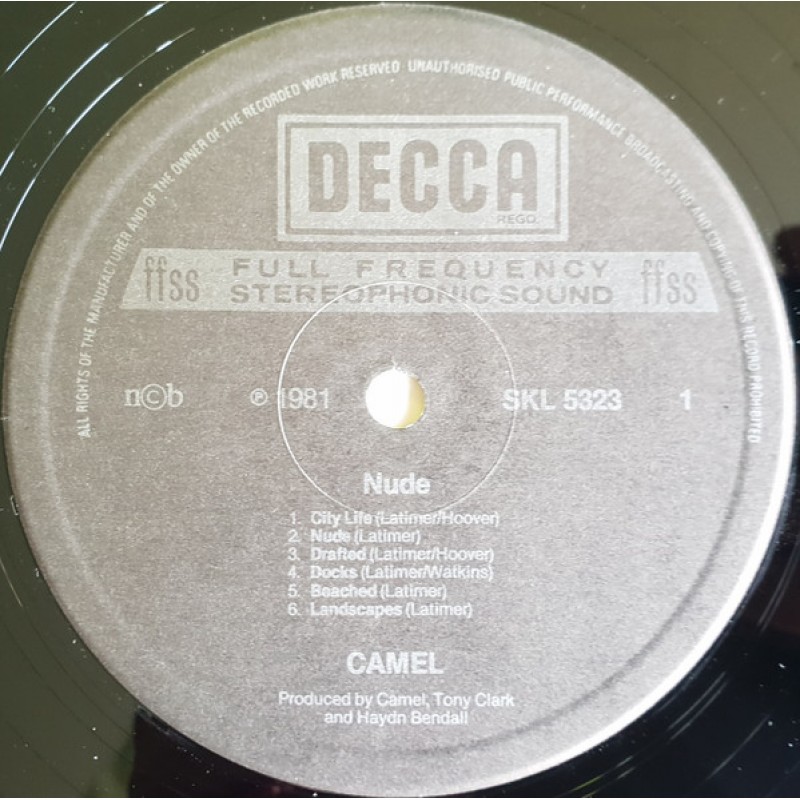 ALL RIGHTS OF THE MANUFACTURER AND OF THE OWNER OF THE RECORDED WORK RESERVED · UNAUTHORISED PUBLIC PERFORMANCE BROADCASTING AND COPYING OF THIS RECORD PROHIBITED
DECCA
REGD.
ffss FULL FREQUENCY STEREOPHONIC SOUND ffss
n©b ℗ 1981 SKL 5323 1
Nude
1. City Life (Latimer/Hoover)
2. Nude (Latimer)
3. Drafted (Latimer/Hoover)
4. Docks (Latimer/Watkins)
5. Beached (Latimer)
6. Landscapes (Latimer)
CAMEL
Produced by Camel, Tony Clark
and Haydn Bendall